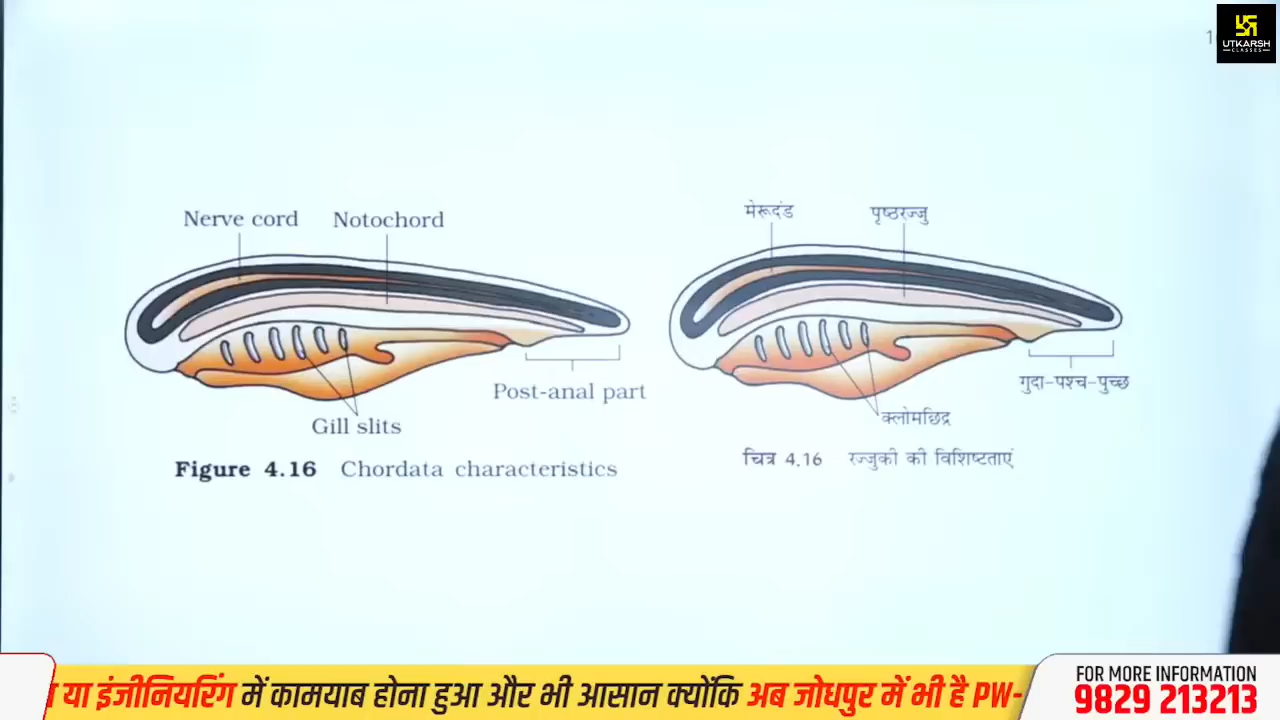 1
UTKARSH
CLASSES
Nerve cord
Notochord
Post-anal part
Gill slits
Figure 4.16 Chordata characteristics
मेरूदंड
पृष्ठरज्जु
गुदा-पश्च-पुच्छ
क्लोमछिद्र
चित्र 4.16 रज्जुकी की विशिष्टताएं
या इंजीनियरिंग में कामयाब होना हुआ और भी आसान क्योंकि अब जोधपुर में भी है PW-
FOR MORE INFORMATION
9829 213213